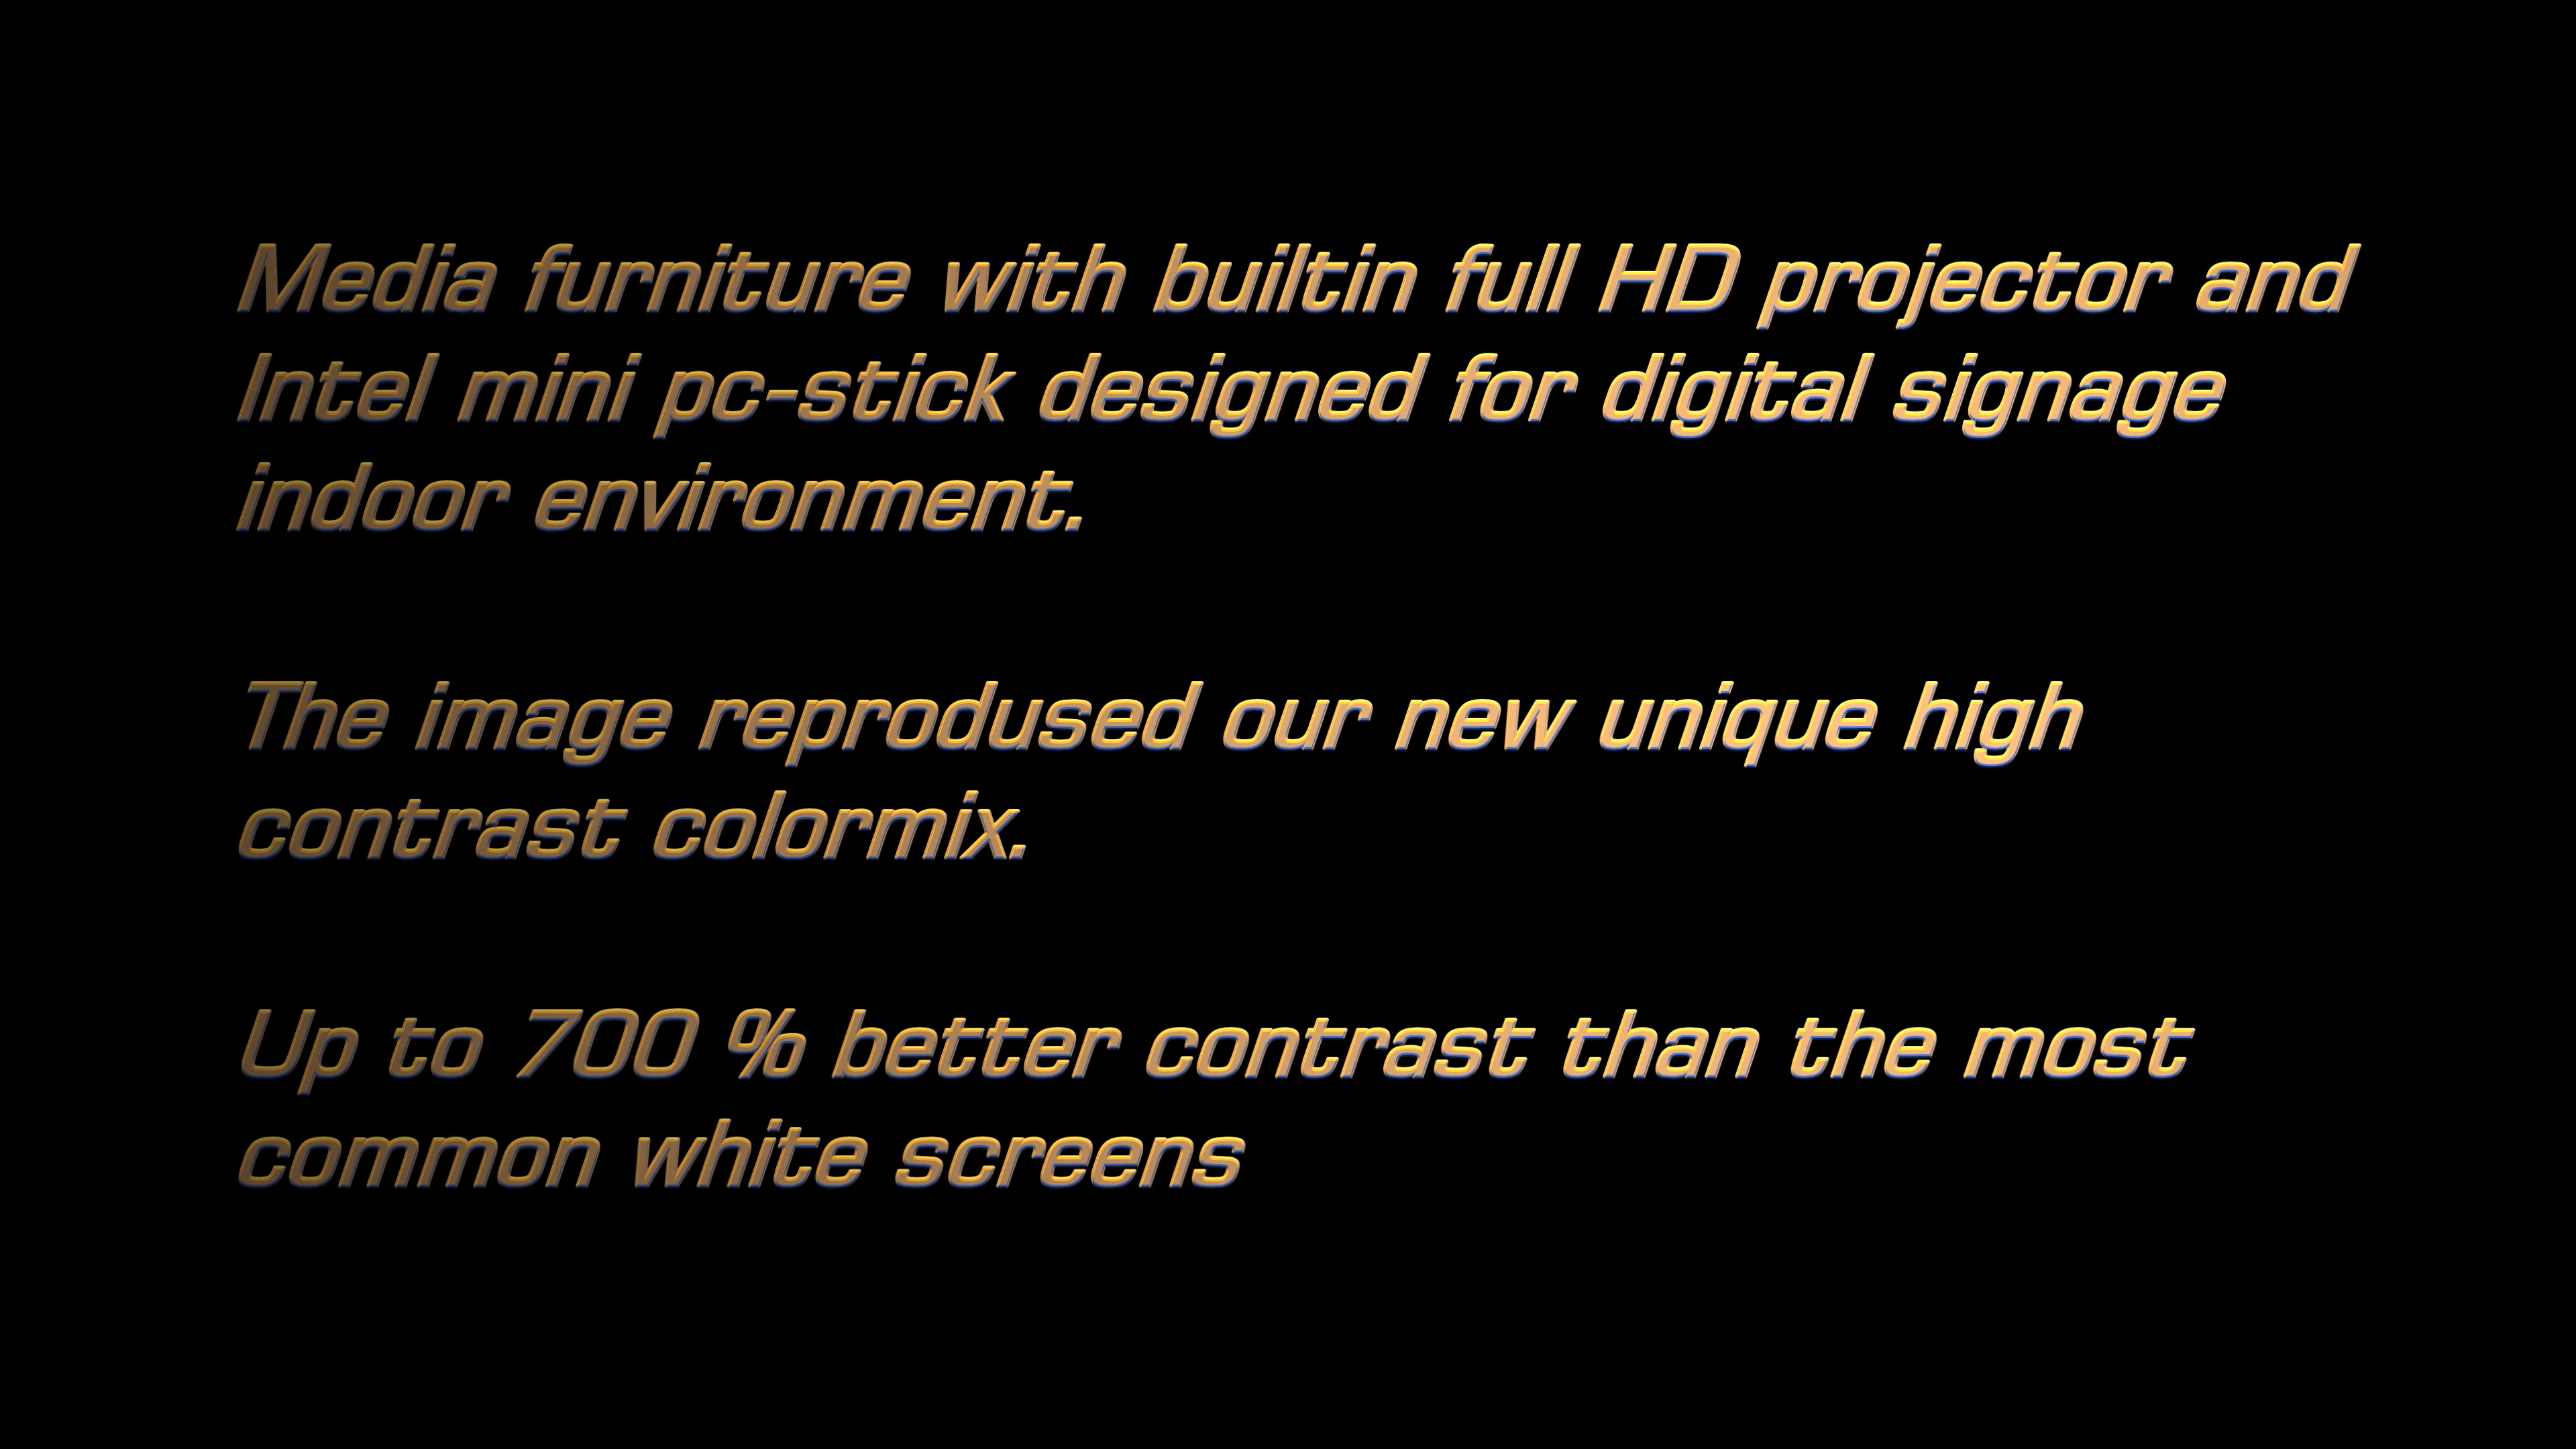 Media furniture with builtin full HD projector and
Intel mini pc-stick designed for digital signage
indoor environment.
The image reprodused our new unique high
contrast colormix.
Up to 700 % better contrast than the most
common white screens